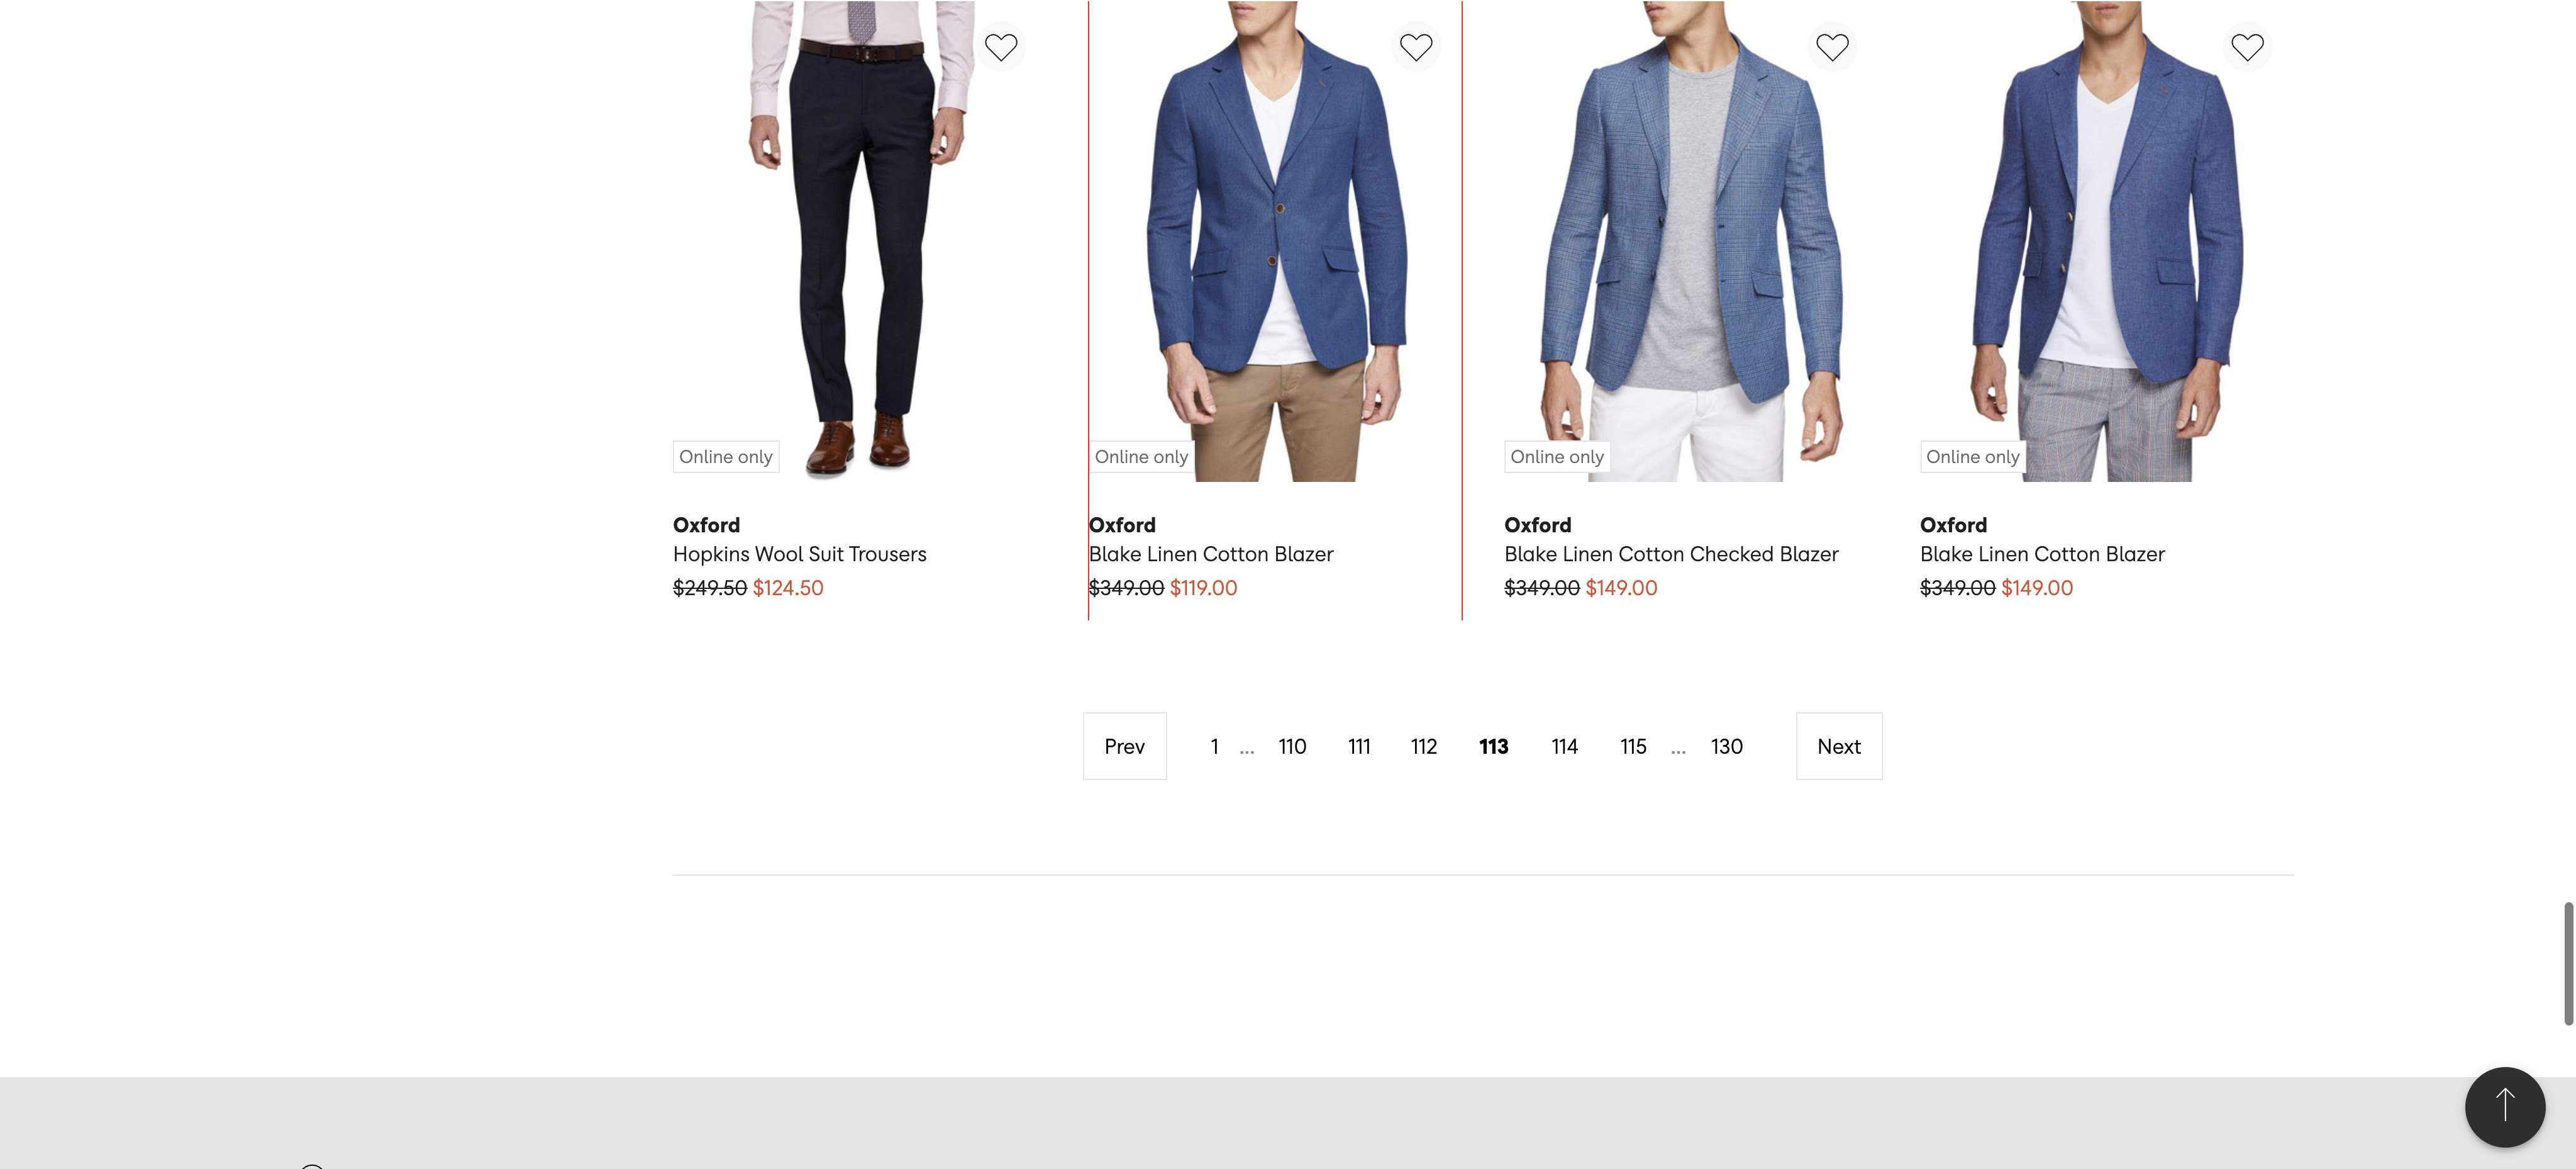 Online only
Online only
Online only
Online only
Oxford
Hopkins Wool Suit Trousers
$249.50 $124.50
Oxford
Blake Linen Cotton Blazer
$349.00 $119.00
Oxford
Blake Linen Cotton Checked Blazer
$349.00 $149.00
Oxford
Blake Linen Cotton Blazer
$349.00 $149.00
Prev 1 ... 110 111 112 113 114 115 ... 130 Next